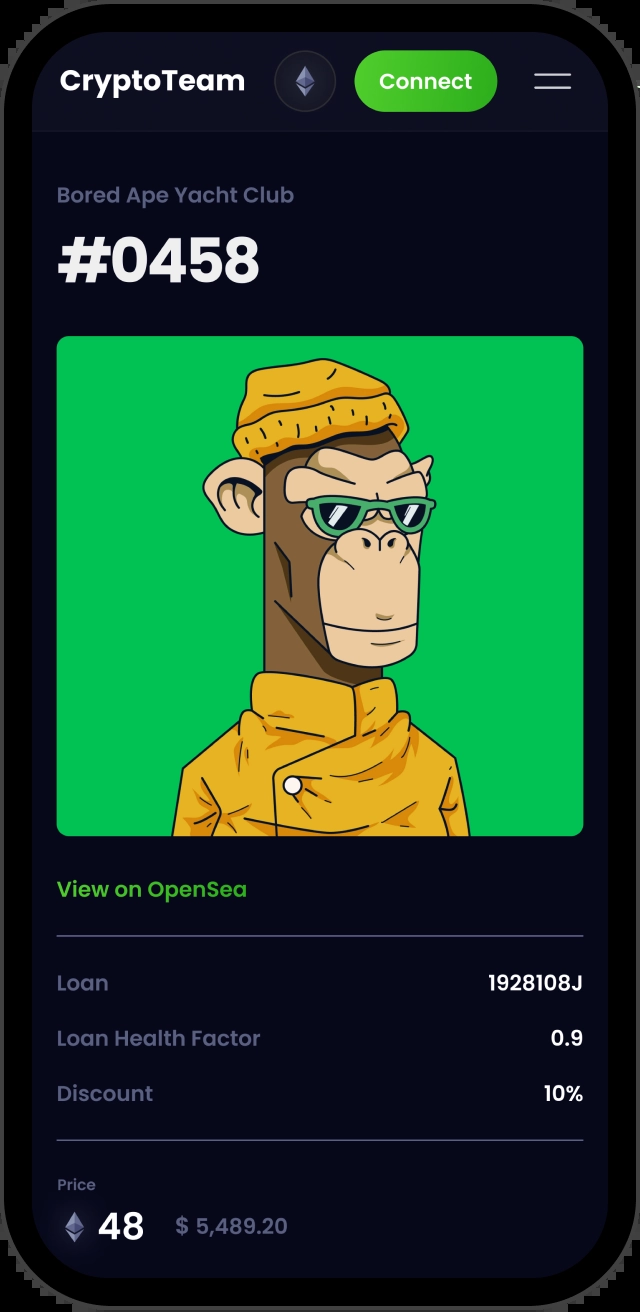 CryptoTeam Connect
Bored Ape Yacht Club
#0458
View on OpenSea
Loan 1928108J
Loan Health Factor 0.9
Discount 10%
Price
48 $ 5,489.20